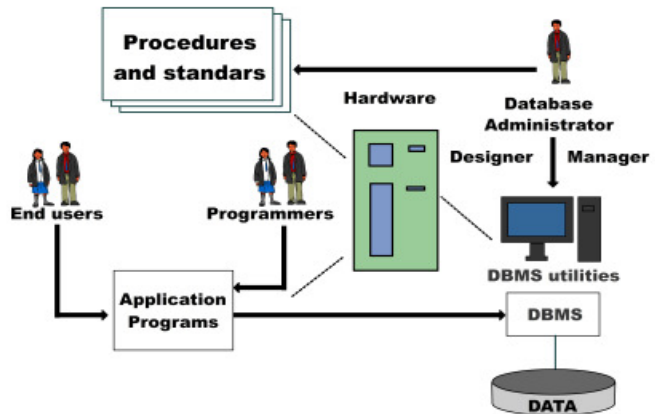 Procedures
and standars
Hardware
Database
Administrator
Designer Manager
End users
Programmers
DBMS utilities
Application
Programs
DBMS
DATA